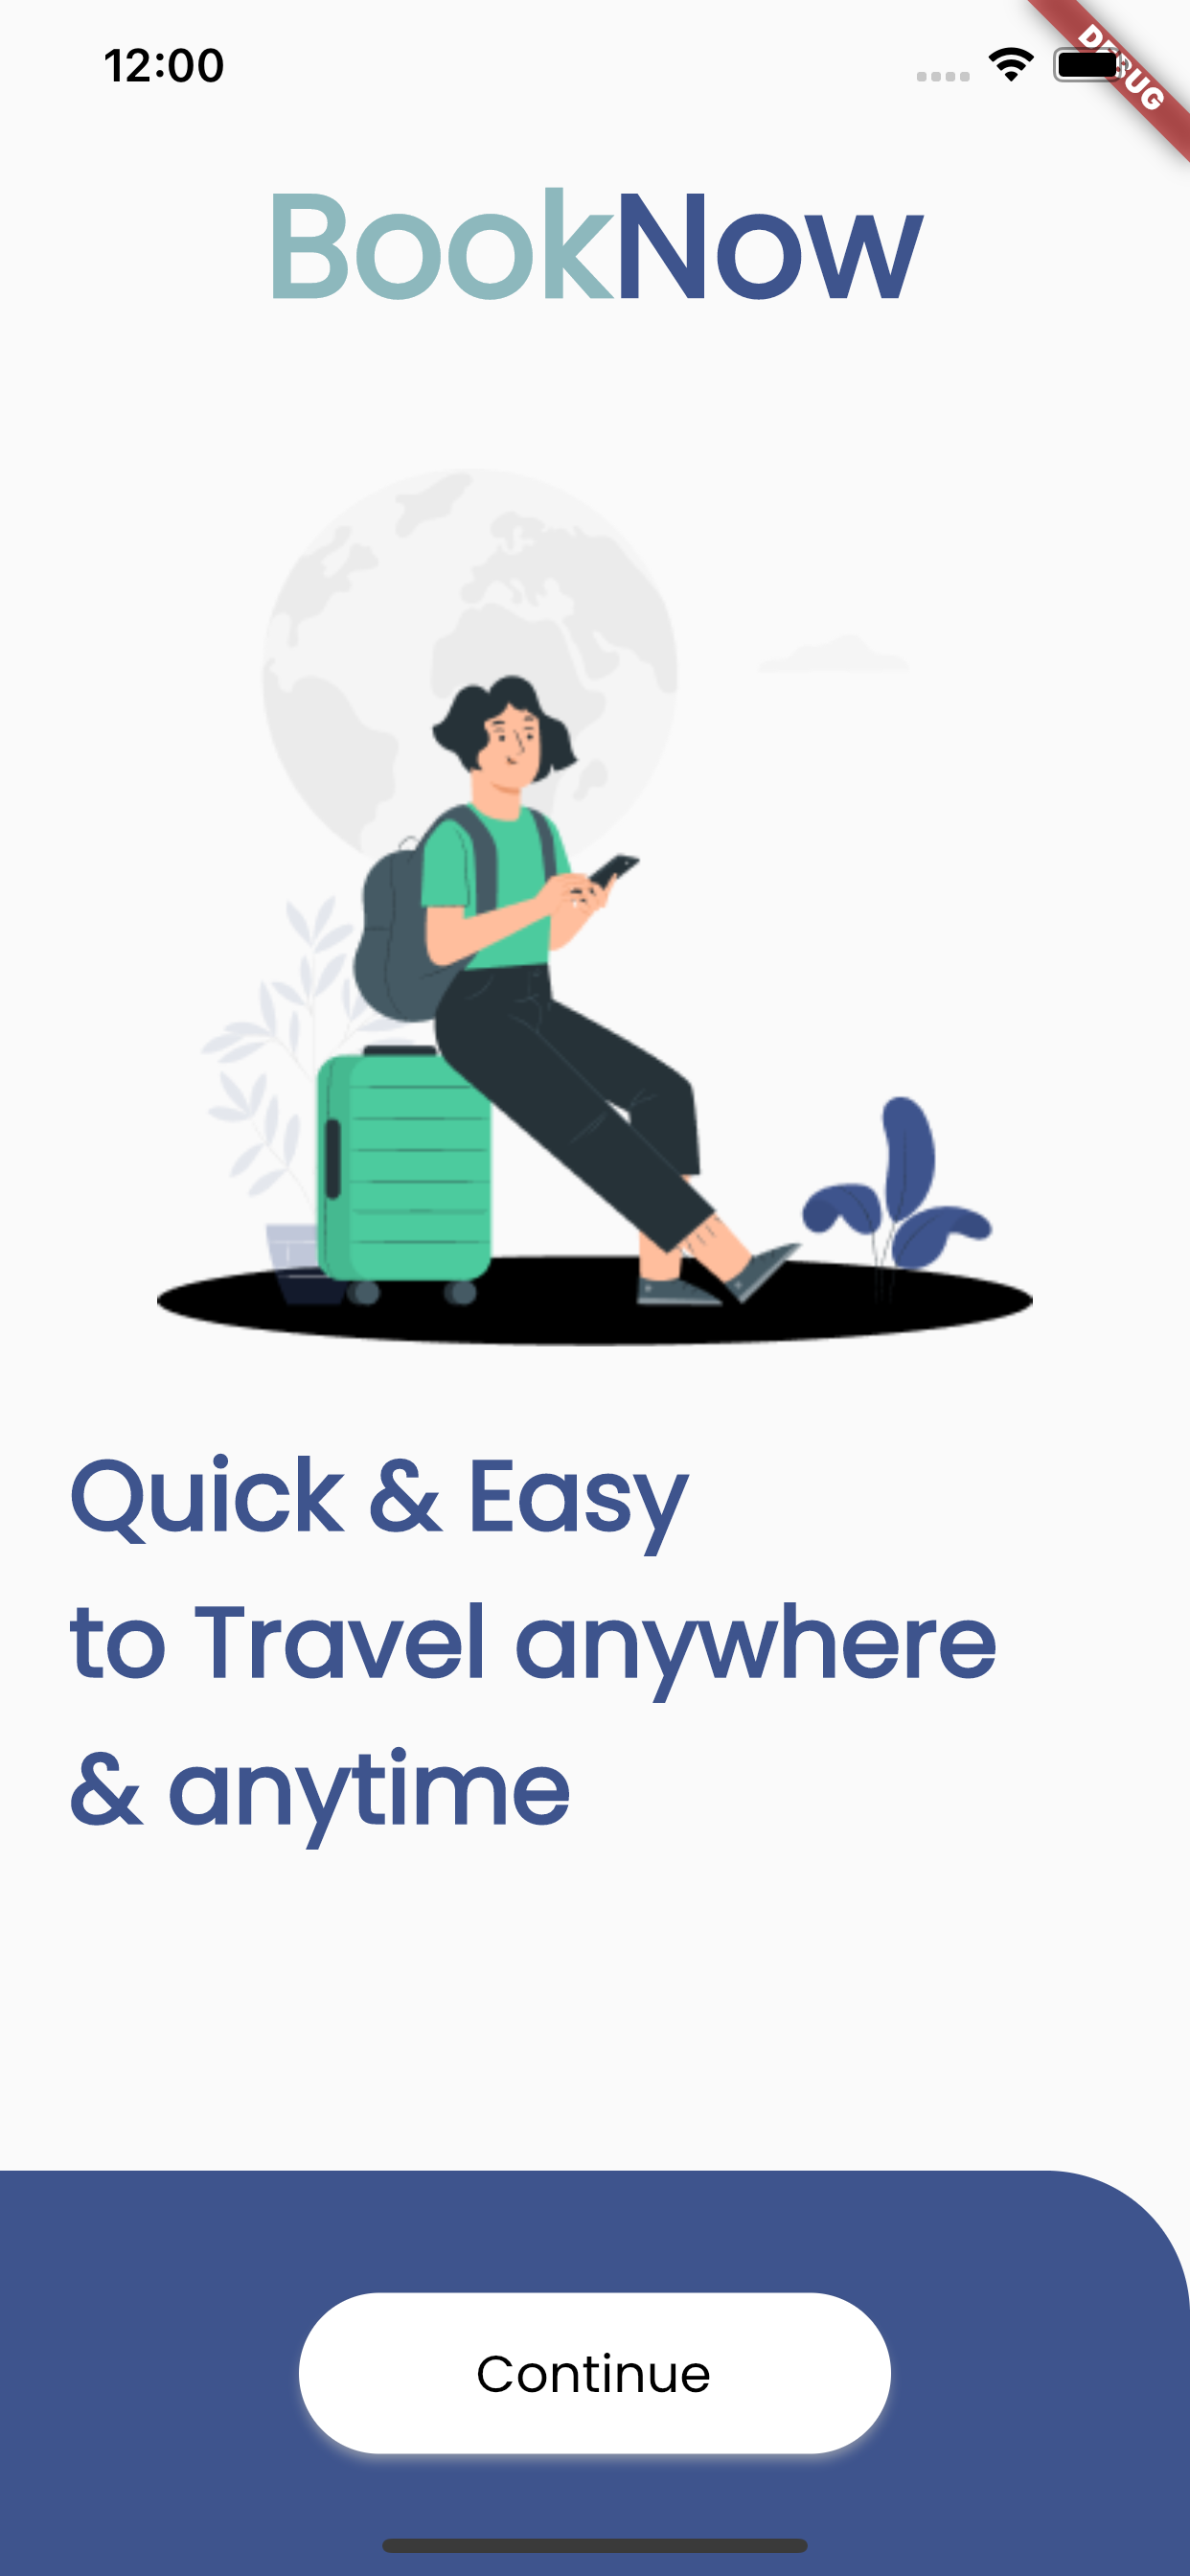 12:00
DEBUG
BookNow
Quick & Easy
to Travel anywhere
& anytime
Continue